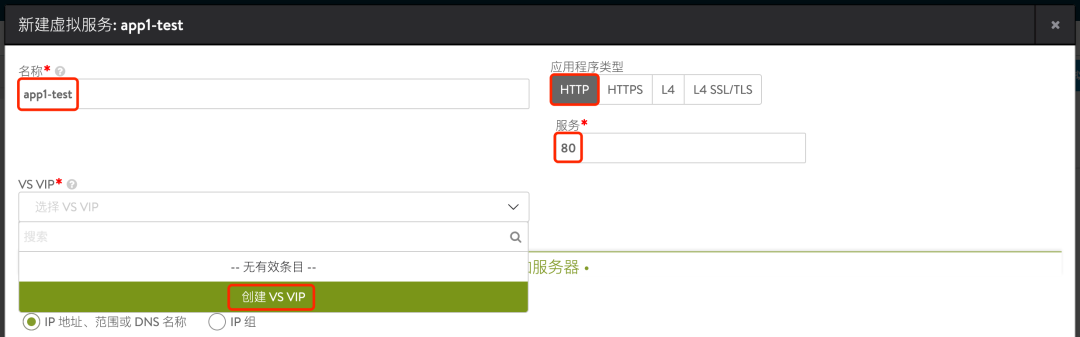 新建虚拟服务: app1-test
名称*
app1-test
应用程序类型
HTTP HTTPS L4 L4 SSL/TLS
服务*
80
VS VIP*
选择 VS VIP
搜索
-- 无有效条目 --
创建 VS VIP
服务器 •
IP 地址、范围或 DNS 名称 IP 组